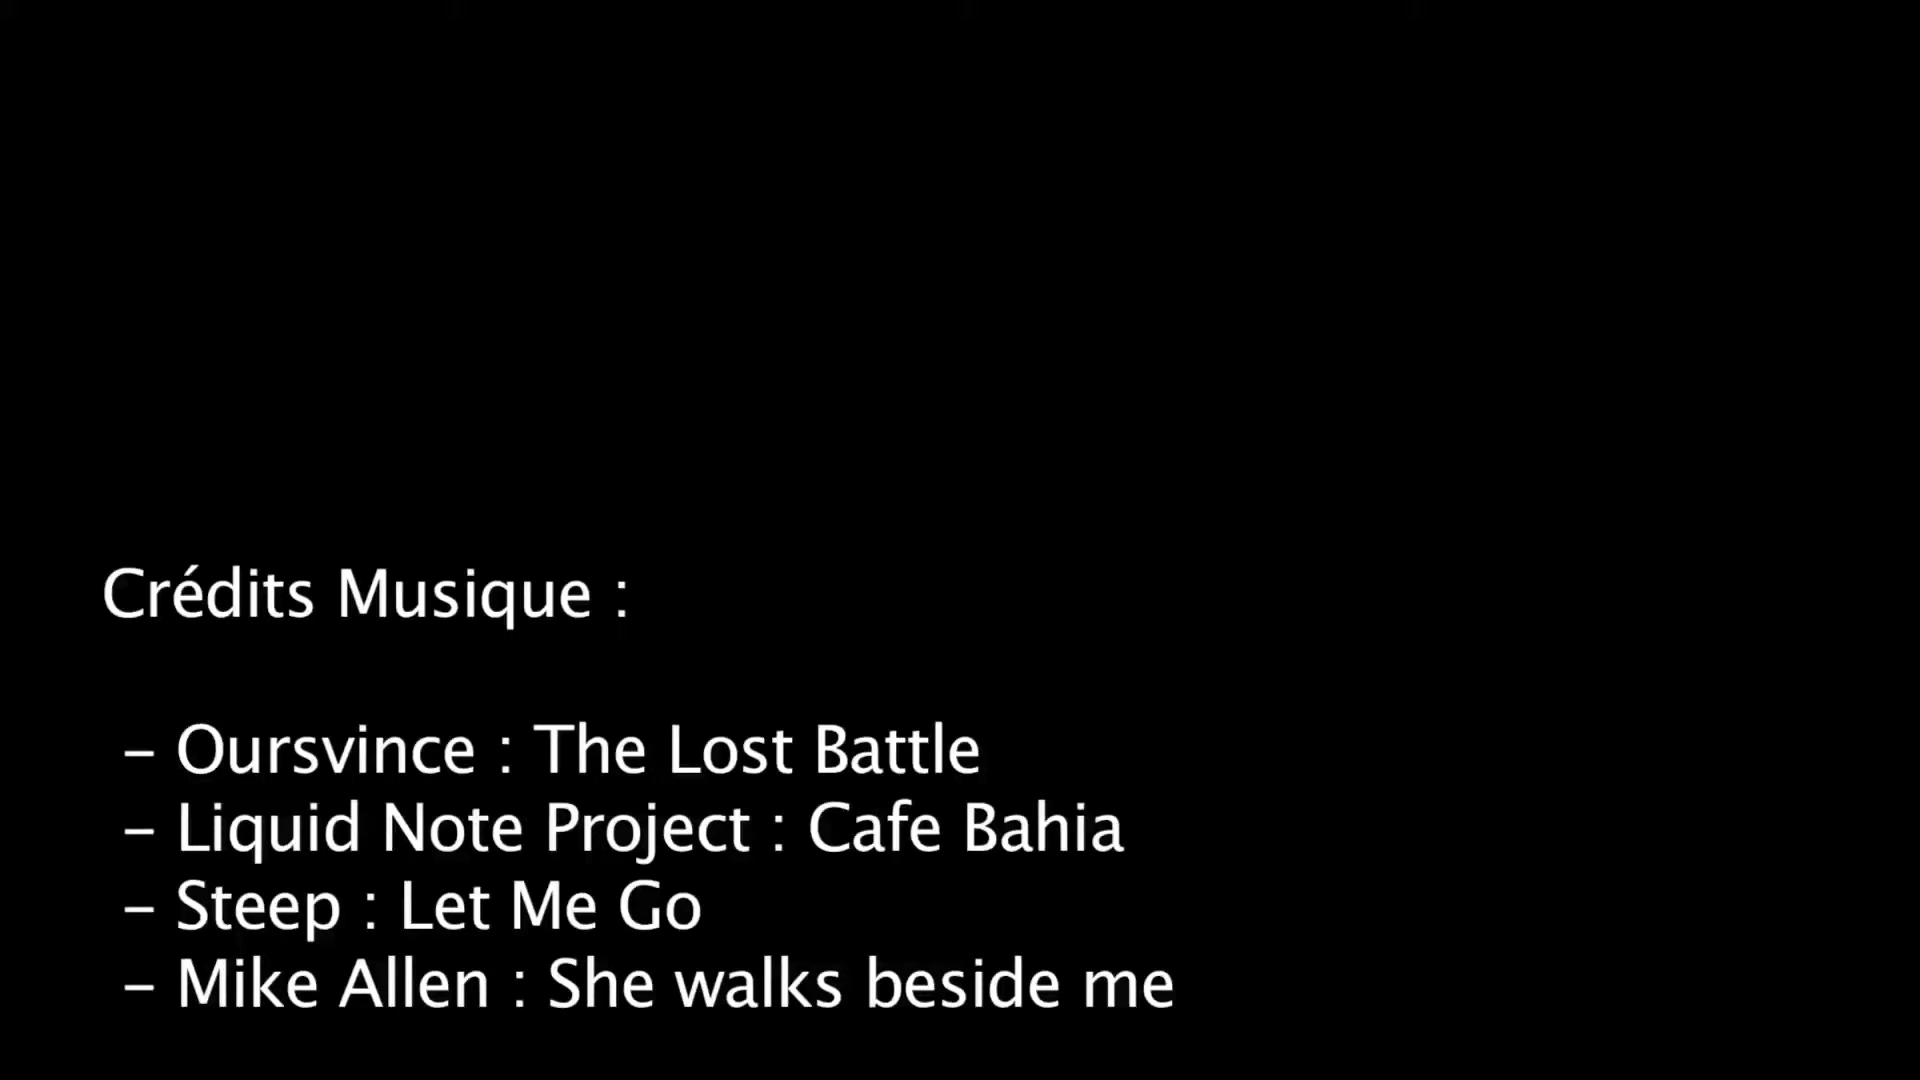 Crédits Musique :
- Oursvince : The Lost Battle
- Liquid Note Project : Cafe Bahia
- Steep : Let Me Go
- Mike Allen : She walks beside me